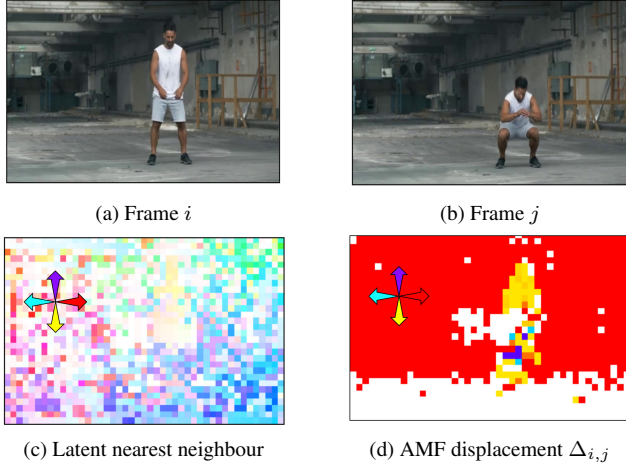 (a) Frame i
(b) Frame j
(c) Latent nearest neighbour
(d) AMF displacement Δi,j